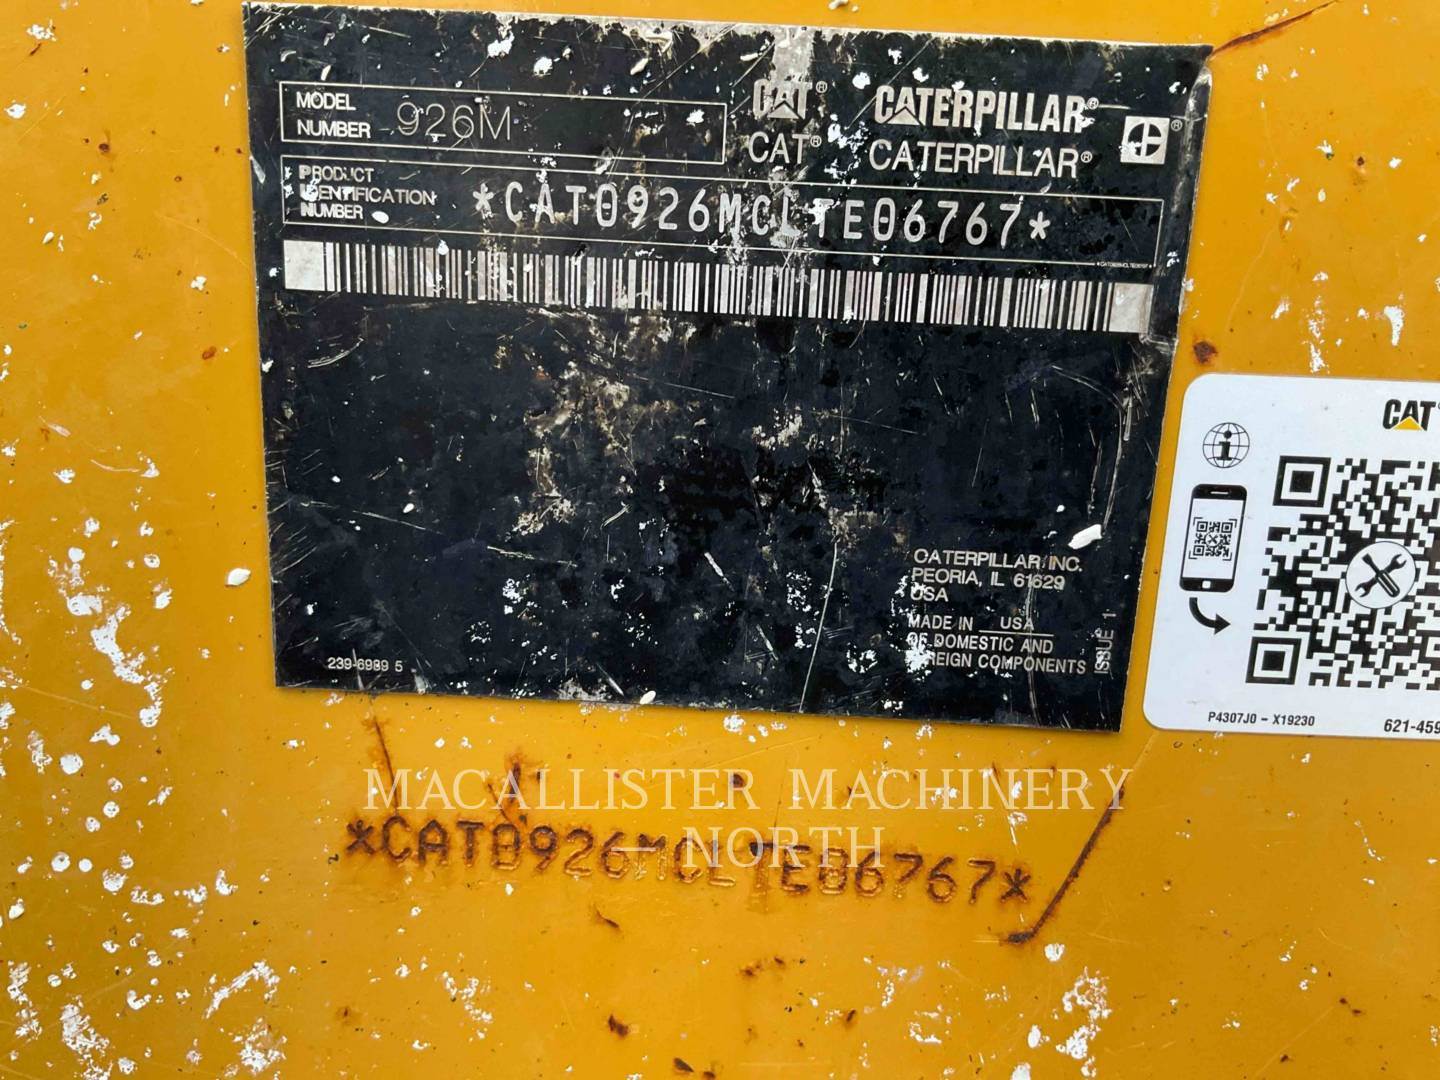 MODEL NUMBER 926M
CAT® CATERPILLAR®
CAT® CATERPILLAR®
PRODUCT IDENTIFICATION NUMBER *CAT0926MCLTE06767*
*CAT0926MCLTE06767*
CATERPILLAR INC.
PEORIA, IL 61629
USA
MADE IN USA
OF DOMESTIC AND
FOREIGN COMPONENTS
ISSUE 1
239-6989 5
CAT
P4307J0 - X19230 621-459
MACALLISTER MACHINERY
NORTH
*CAT0926MCLTE06767*